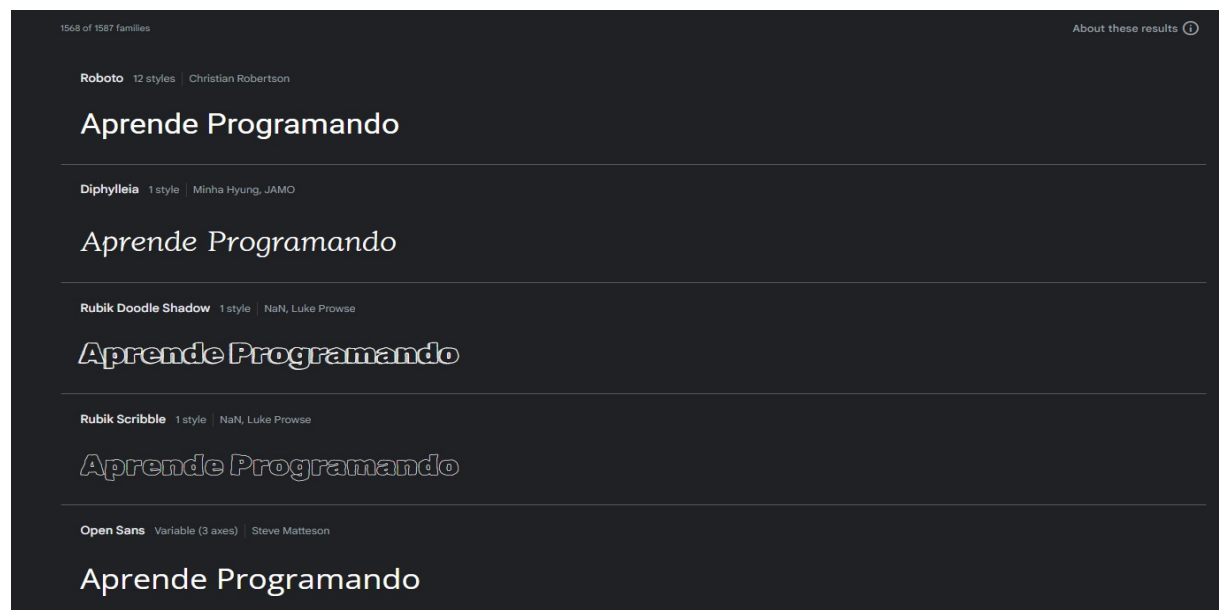 1568 of 1587 families About these results
Roboto 12 styles | Christian Robertson
Aprende Programando
Diphylleia 1 style | Minha Hyung, JAMO
Aprende Programando
Rubik Doodle Shadow 1 style | NaN, Luke Prowse
Aprende Programando
Rubik Scribble 1 style | NaN, Luke Prowse
Aprende Programando
Open Sans Variable (3 axes) | Steve Matteson
Aprende Programando